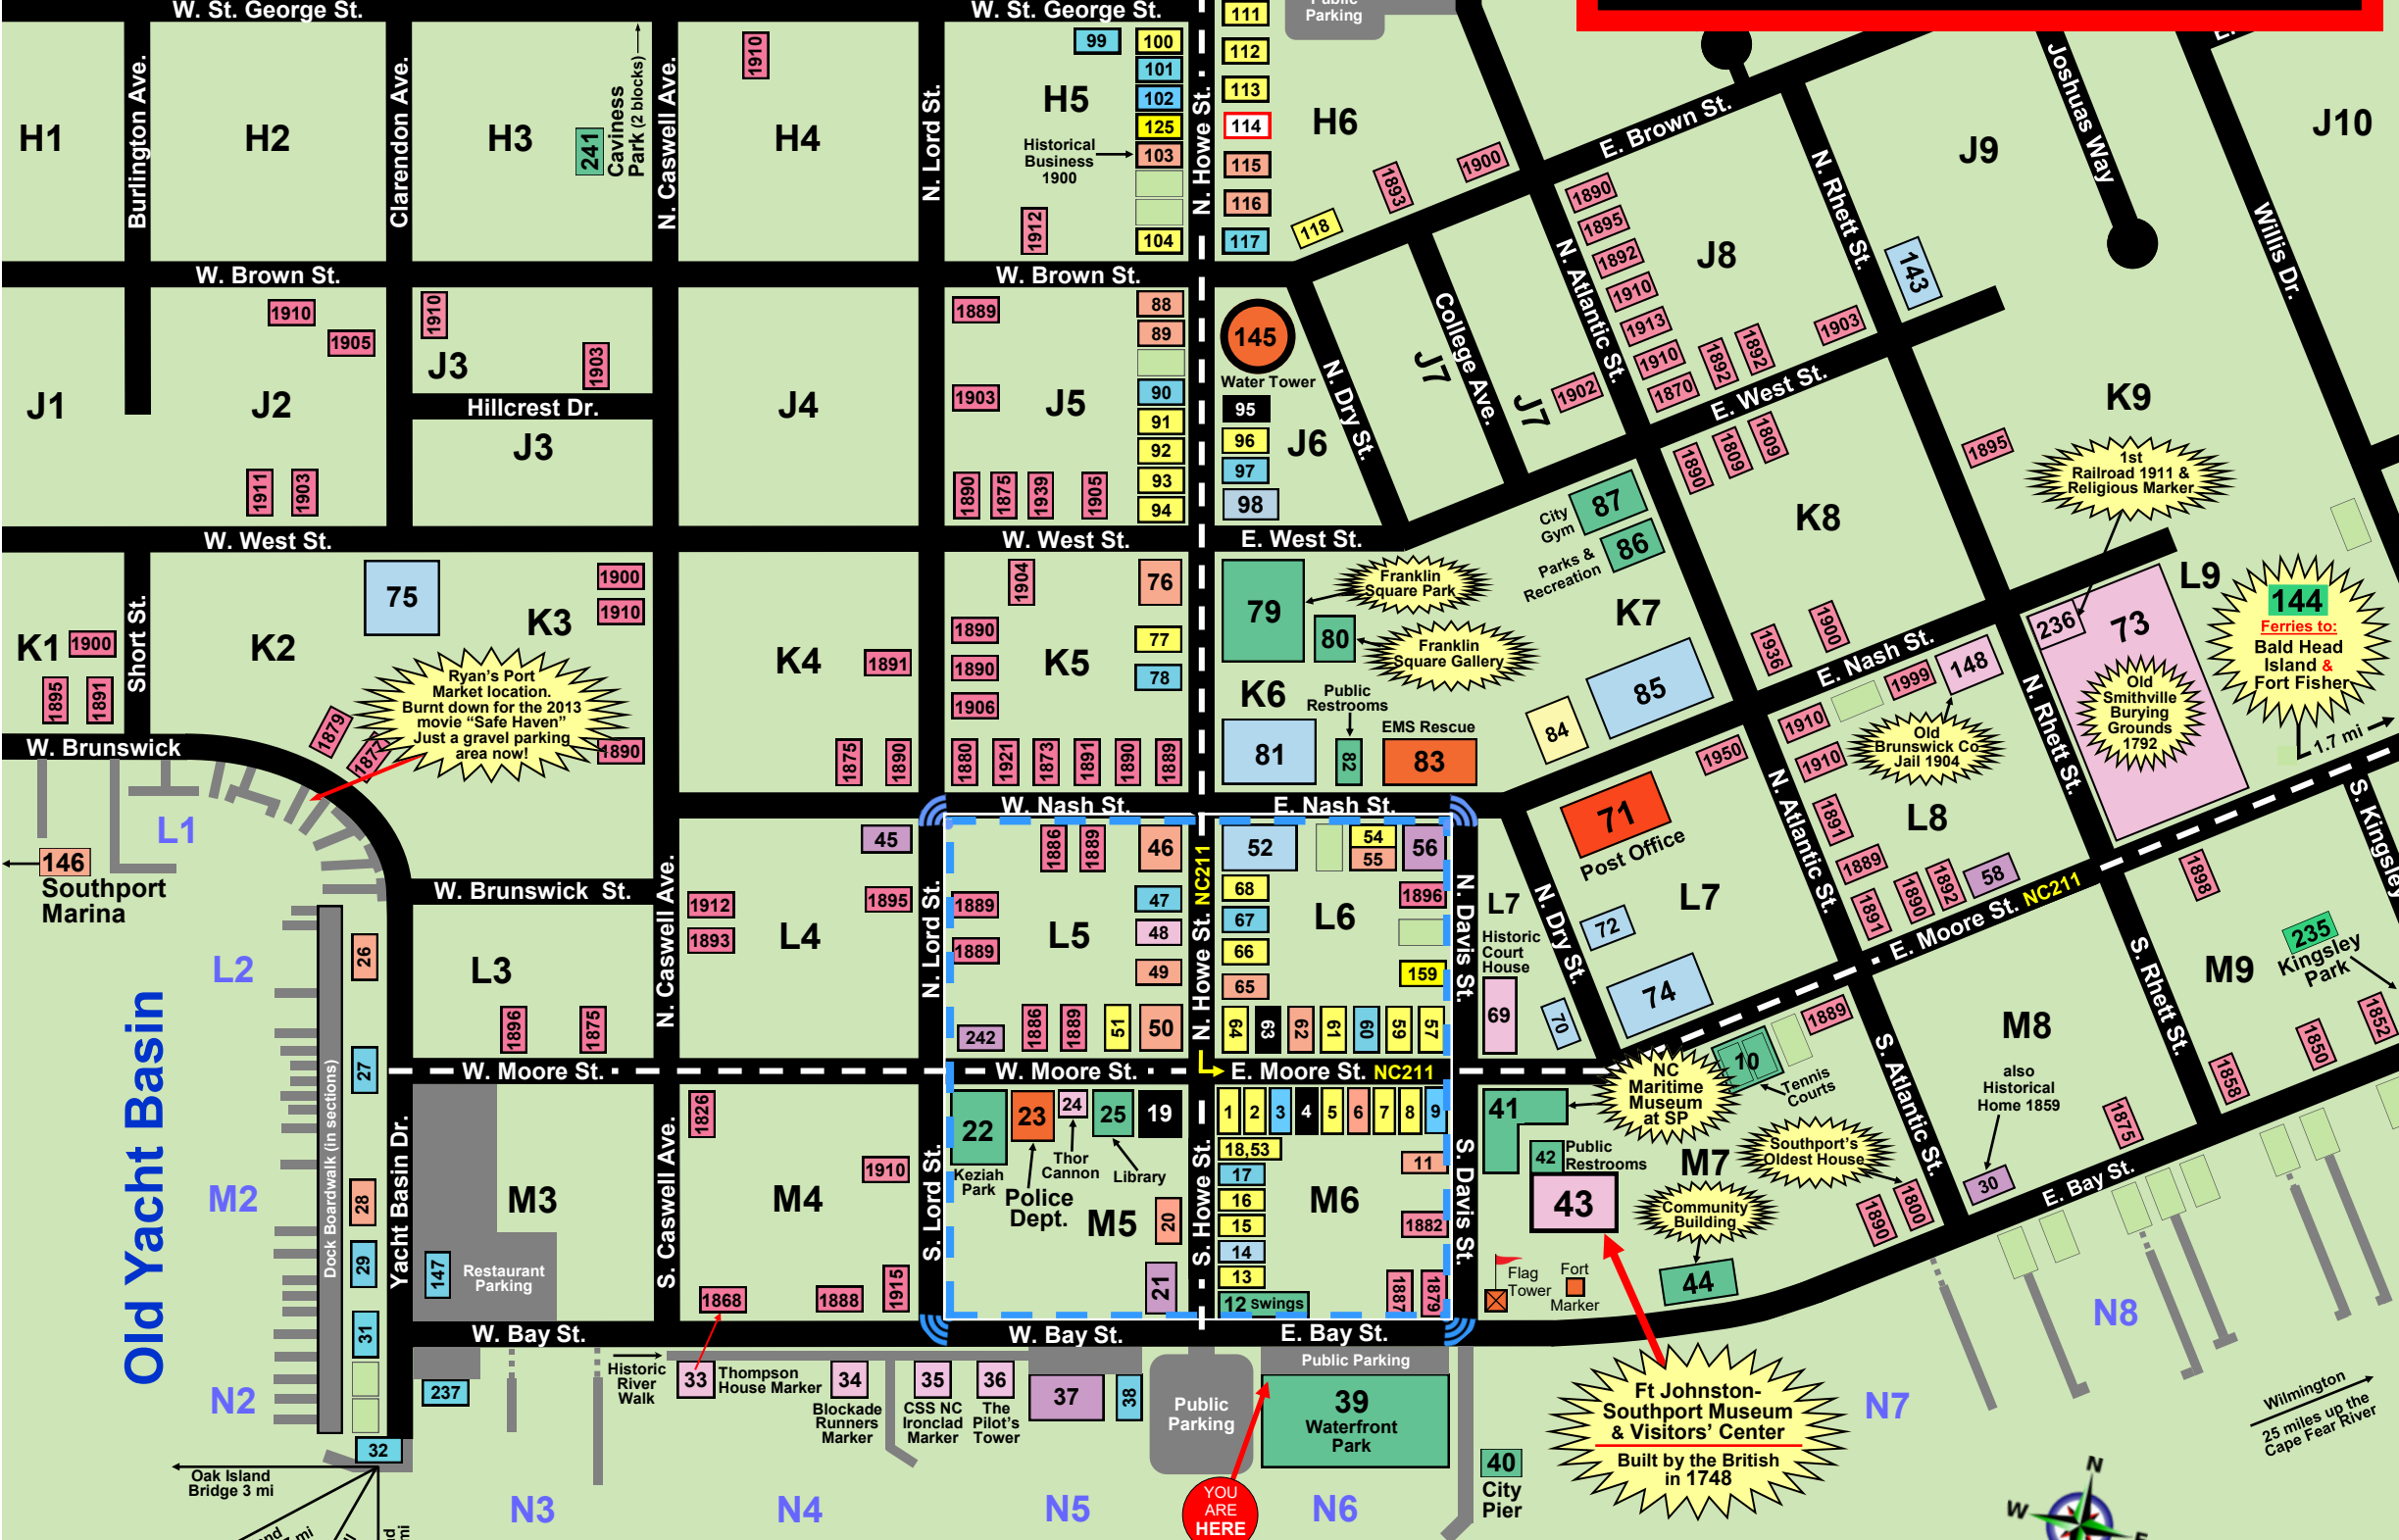 W. St. George St.
W. St. George St.
Public
Parking
E.
111
99
100
112
101
H1
Burlington Ave.
H2
Clarendon Ave.
H3
241
Caviness
Park (2 blocks)
N. Caswell Ave.
1910
H4
N. Lord St.
H5
102
125
Historical
Business
1900
103
1912
104
N. Howe St.
113
114
115
116
117
H6
118
1893
1900
E. Brown St.
N. Rhett St.
J9
Joshuas Way
J10
Willis Dr.
1890
1895
1892
1910
1913
1910
1870
J8
1892
1892
1903
143
N. Atlantic St.
W. Brown St.
W. Brown St.
J1
1910
1905
J2
1911
1903
1910
J3
1903
Hillcrest Dr.
J3
J4
1889
1903
J5
1890
1875
1939
1905
88
89
90
91
92
93
94
145
Water Tower
95
96
97
98
J6
N. Dry St.
J7
College Ave.
J7
1902
E. West St.
K9
1895
1st
Railroad 1911 &
Religious Marker
W. West St.
W. West St.
E. West St.
K1
1900
1895
1891
Short St.
K2
75
K3
1900
1910
1890
1879
1877
Ryan's Port
Market location.
Burnt down for the 2013
movie "Safe Haven"
Just a gravel parking
area now!
K4
1891
1875
1890
1904
1890
1890
1906
K5
76
77
78
1880
1921
1873
1891
1890
1889
79
Franklin
Square Park
80
Franklin
Square Gallery
K6
81
Public
Restrooms
82
EMS Rescue
83
City
Gym
87
Parks &
Recreation
86
K7
84
85
1890
1809
1809
K8
1936
1900
E. Nash St.
L9
236
73
Old
Smithville
Burying
Grounds
1792
144
Ferries to:
Bald Head
Island &
Fort Fisher
1.7 mi
W. Brunswick
L1
146
Southport
Marina
W. Brunswick St.
W. Nash St.
E. Nash St.
N. Caswell Ave.
45
1912
1893
1895
L4
N. Lord St.
1886
1889
46
1889
1889
L5
47
48
49
242
1886
1889
51
50
N. Howe St. NC211
52
54
55
56
68
67
66
65
L6
1896
159
64
63
62
61
60
59
57
N. Davis St.
L7
Historic
Court
House
69
N. Dry St.
70
71
Post Office
72
L7
74
1950
N. Atlantic St.
1910
1999
148
Old
Brunswick Co
Jail 1904
1910
1891
1889
1891
L8
1890
1892
58
N. Rhett St.
E. Moore St. NC211
S. Kingsley
1898
S. Rhett St.
M9
235
Kingsley
Park
1852
1850
1858
Old Yacht Basin
L2
26
L3
1896
1875
Dock Boardwalk (in sections)
27
W. Moore St.
W. Moore St.
E. Moore St. NC211
M2
28
29
31
Yacht Basin Dr.
M3
147
Restaurant
Parking
S. Caswell Ave.
1826
1910
M4
1868
1888
1915
S. Lord St.
22
Keziah
Park
23
Police
Dept.
24
Thor
Cannon
25
Library
19
M5
20
21
S. Howe St.
1
2
3
4
5
6
7
8
9
18,53
17
16
15
14
13
12 Swings
11
M6
1882
1887
1879
S. Davis St.
41
NC
Maritime
Museum
at SP
10
Tennis
Courts
1889
42
Public
Restrooms
43
M7
Southport's
Oldest House
Community
Building
44
1890
1800
Flag
Tower
Fort
Marker
S. Atlantic St.
M8
also
Historical
Home 1859
30
1875
E. Bay St.
N8
W. Bay St.
W. Bay St.
E. Bay St.
N2
32
237
Historic
River
Walk
33
Thompson
House Marker
34
Blockade
Runners
Marker
35
CSS NC
Ironclad
Marker
36
The
Pilot's
Tower
37
38
Public
Parking
Public Parking
39
Waterfront
Park
YOU
ARE
HERE
40
City
Pier
Ft Johnston-
Southport Museum
& Visitors' Center
Built by the British
in 1748
N7
Wilmington
25 miles up the
Cape Fear River
Oak Island
Bridge 3 mi
N3
N4
N5
N6
N
W
E